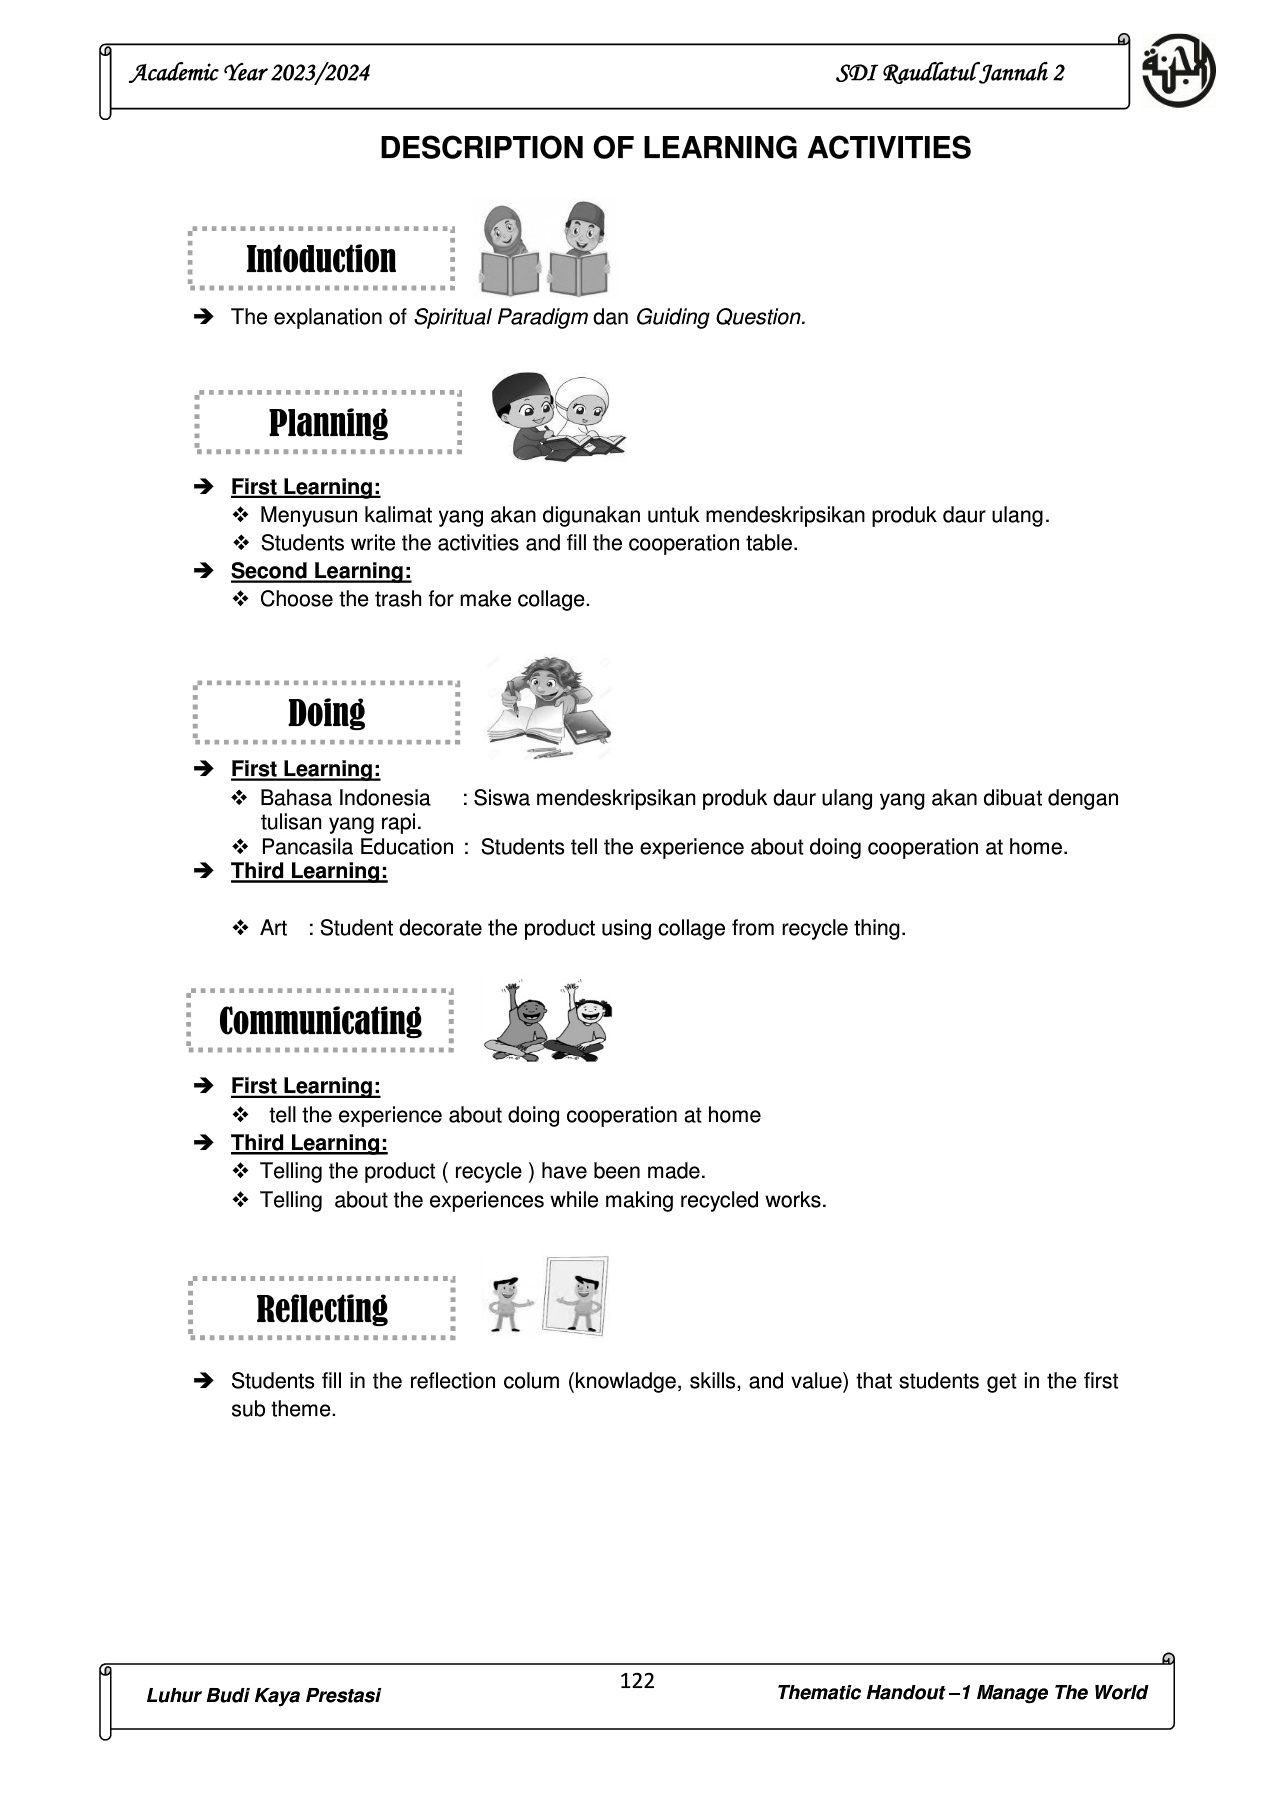 Academic Year 2023/2024 SDI Raudlatul Jannah 2
DESCRIPTION OF LEARNING ACTIVITIES
Intoduction
➔ The explanation of Spiritual Paradigm dan Guiding Question.
Planning
➔ First Learning:
❖ Menyusun kalimat yang akan digunakan untuk mendeskripsikan produk daur ulang.
❖ Students write the activities and fill the cooperation table.
➔ Second Learning:
❖ Choose the trash for make collage.
Doing
➔ First Learning:
❖ Bahasa Indonesia : Siswa mendeskripsikan produk daur ulang yang akan dibuat dengan
tulisan yang rapi.
❖ Pancasila Education : Students tell the experience about doing cooperation at home.
➔ Third Learning:
❖ Art : Student decorate the product using collage from recycle thing.
Communicating
➔ First Learning:
❖ tell the experience about doing cooperation at home
➔ Third Learning:
❖ Telling the product ( recycle ) have been made.
❖ Telling about the experiences while making recycled works.
Reflecting
➔ Students fill in the reflection colum (knowladge, skills, and value) that students get in the first
sub theme.
122
Luhur Budi Kaya Prestasi Thematic Handout –1 Manage The World